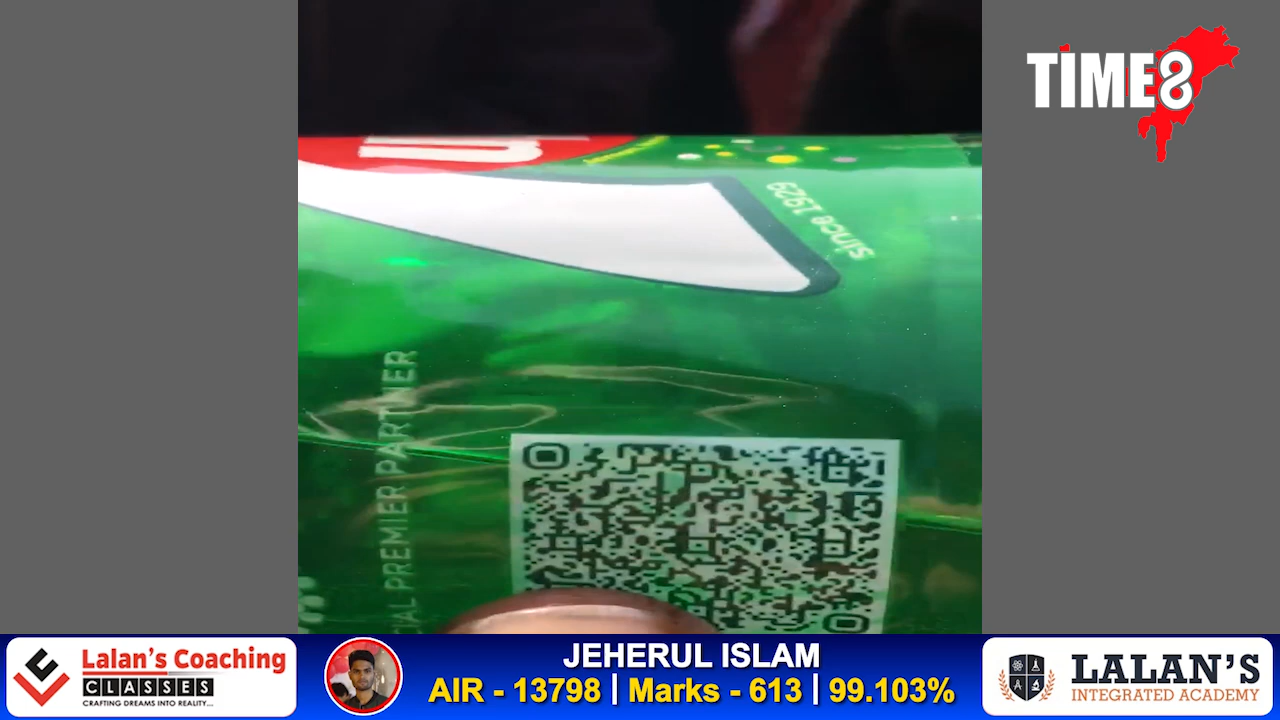 TIME8
since 1929
CIAL PREMIER PARTNER
Lalan's Coaching
CLASSES
CRAFTING DREAMS INTO REALITY...
JEHERUL ISLAM
AIR - 13798 | Marks - 613 | 99.103%
LALAN'S
INTEGRATED ACADEMY